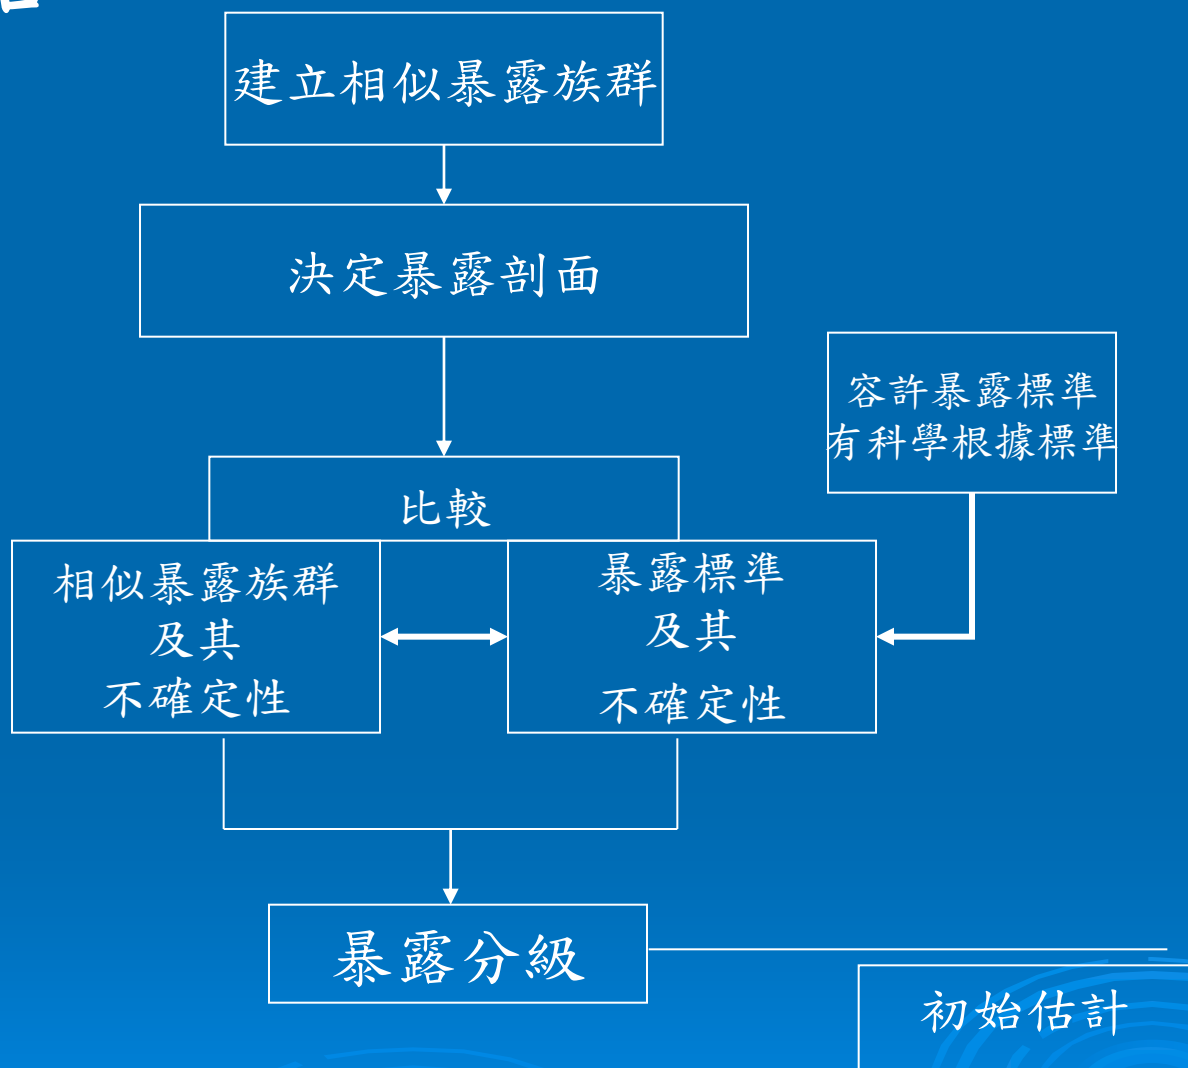 建立相似暴露族群
決定暴露剖面
容許暴露標準
有科學根據標準
比較
相似暴露族群
及其
不確定性
暴露標準
及其
不確定性
暴露分級
初始估計